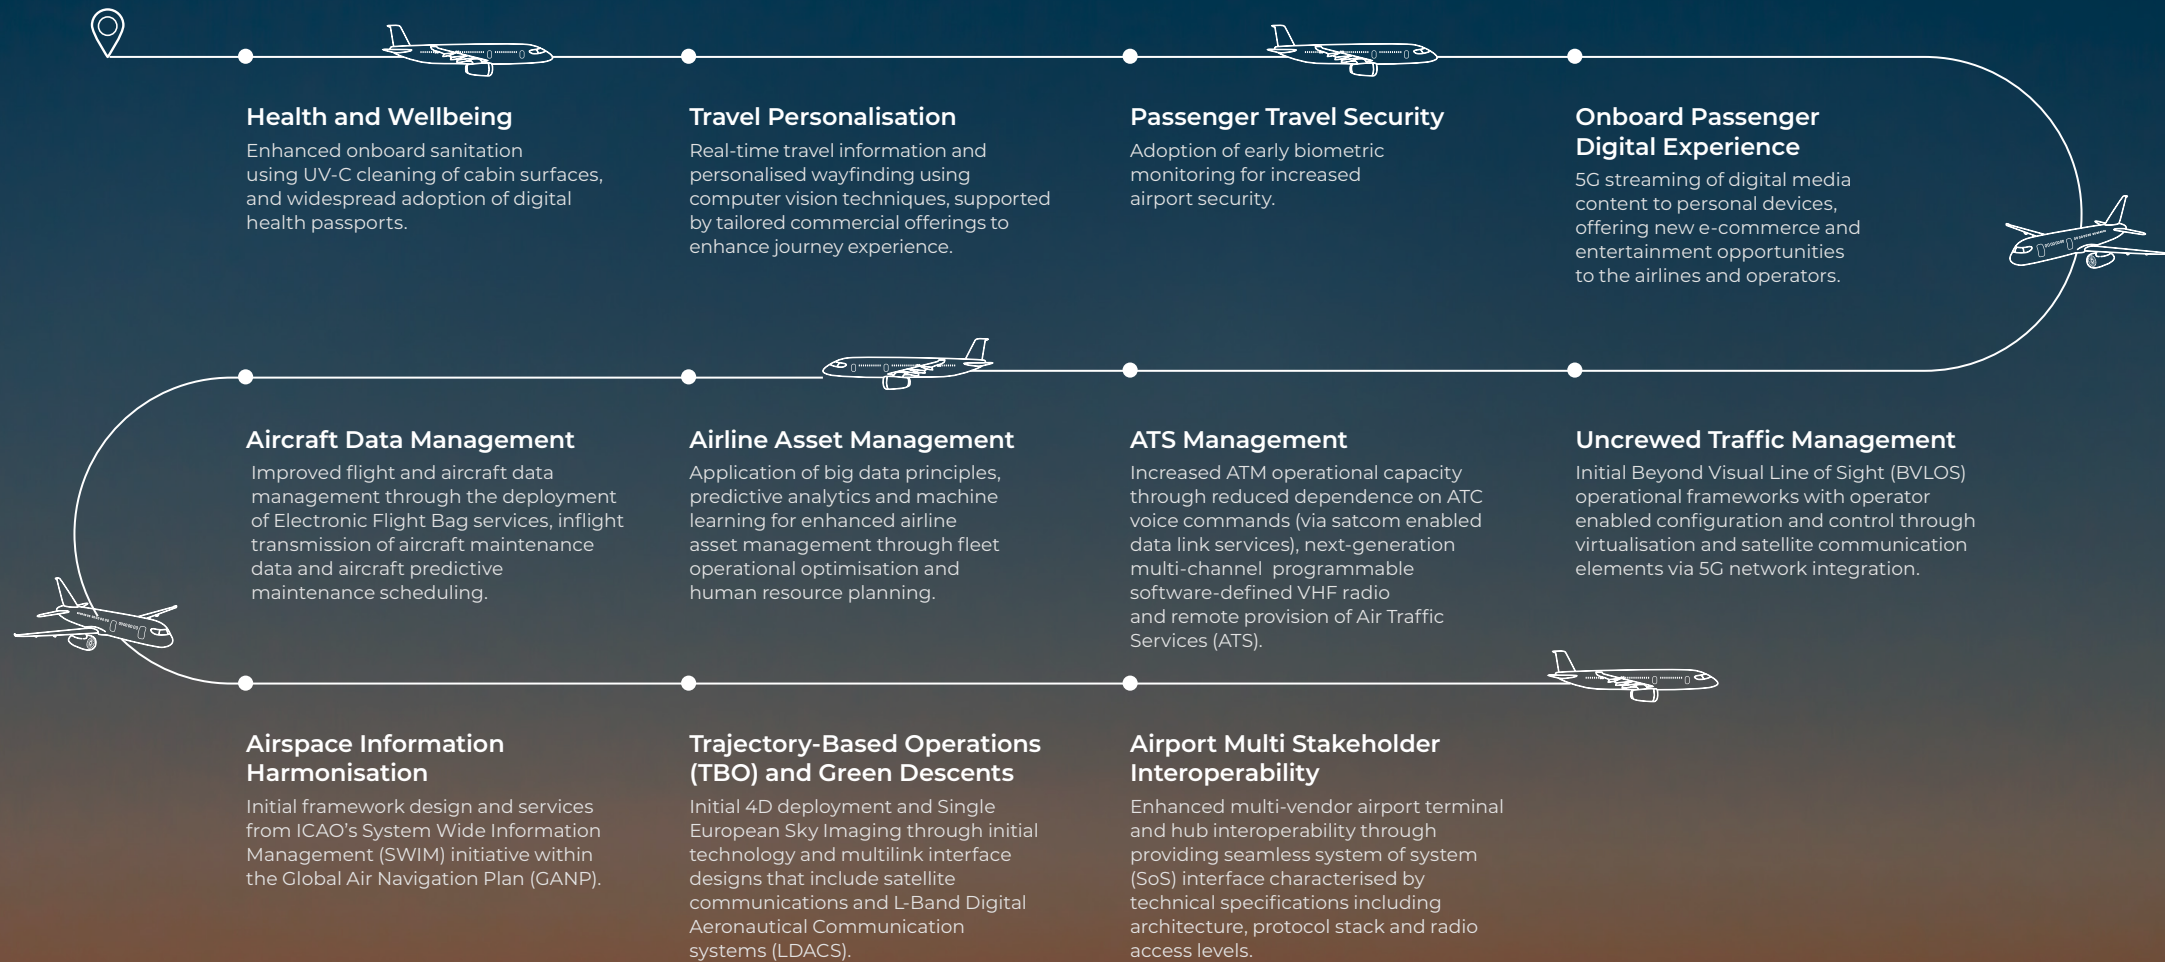 Health and Wellbeing
Enhanced onboard sanitation
using UV-C cleaning of cabin surfaces,
and widespread adoption of digital
health passports.
Travel Personalisation
Real-time travel information and
personalised wayfinding using
computer vision techniques, supported
by tailored commercial offerings to
enhance journey experience.
Passenger Travel Security
Adoption of early biometric
monitoring for increased
airport security.
Onboard Passenger
Digital Experience
5G streaming of digital media
content to personal devices,
offering new e-commerce and
entertainment opportunities
to the airlines and operators.
Aircraft Data Management
Improved flight and aircraft data
management through the deployment
of Electronic Flight Bag services, inflight
transmission of aircraft maintenance
data and aircraft predictive
maintenance scheduling.
Airline Asset Management
Application of big data principles,
predictive analytics and machine
learning for enhanced airline
asset management through fleet
operational optimisation and
human resource planning.
ATS Management
Increased ATM operational capacity
through reduced dependence on ATC
voice commands (via satcom enabled
data link services), next-generation
multi-channel programmable
software-defined VHF radio
and remote provision of Air Traffic
Services (ATS).
Uncrewed Traffic Management
Initial Beyond Visual Line of Sight (BVLOS)
operational frameworks with operator
enabled configuration and control through
virtualisation and satellite communication
elements via 5G network integration.
Airspace Information
Harmonisation
Initial framework design and services
from ICAO's System Wide Information
Management (SWIM) initiative within
the Global Air Navigation Plan (GANP).
Trajectory-Based Operations
(TBO) and Green Descents
Initial 4D deployment and Single
European Sky Imaging through initial
technology and multilink interface
designs that include satellite
communications and L-Band Digital
Aeronautical Communication
systems (LDACS).
Airport Multi Stakeholder
Interoperability
Enhanced multi-vendor airport terminal
and hub interoperability through
providing seamless system of system
(SoS) interface characterised by
technical specifications including
architecture, protocol stack and radio
access levels.